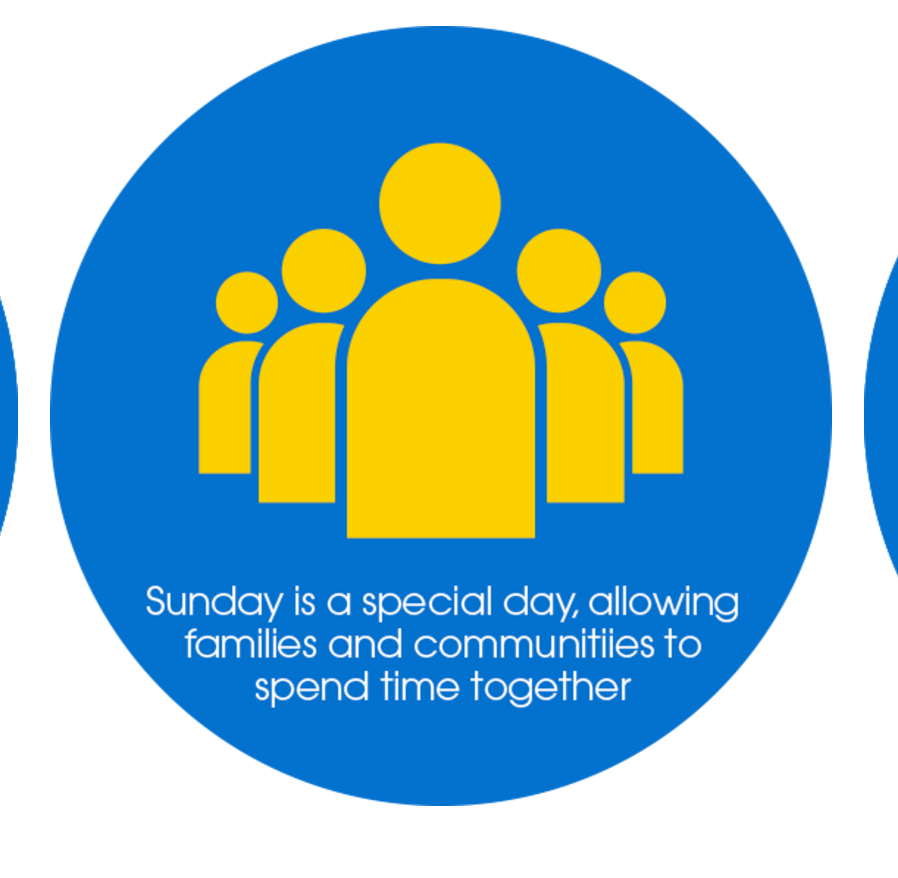 Sunday is a special day, allowing
families and communitiies to
spend time together